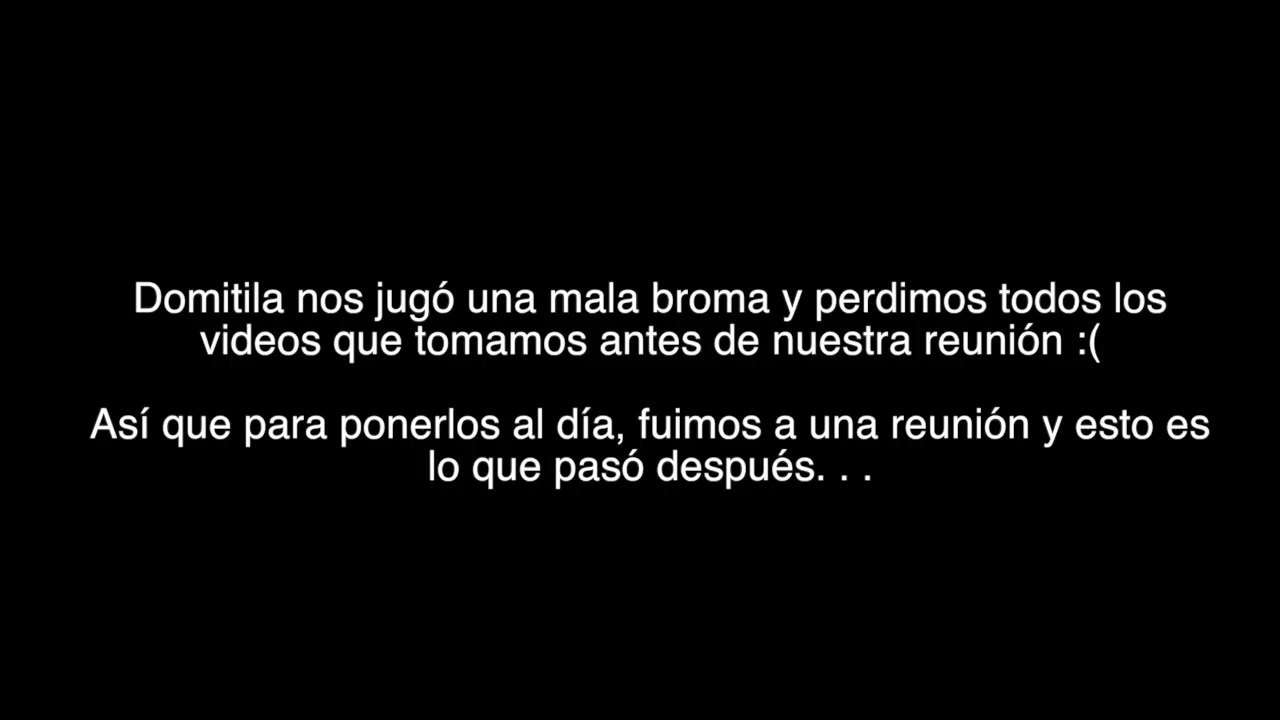 Domitila nos jugó una mala broma y perdimos todos los
videos que tomamos antes de nuestra reunión :(
Así que para ponerlos al día, fuimos a una reunión y esto es
lo que pasó después. . .